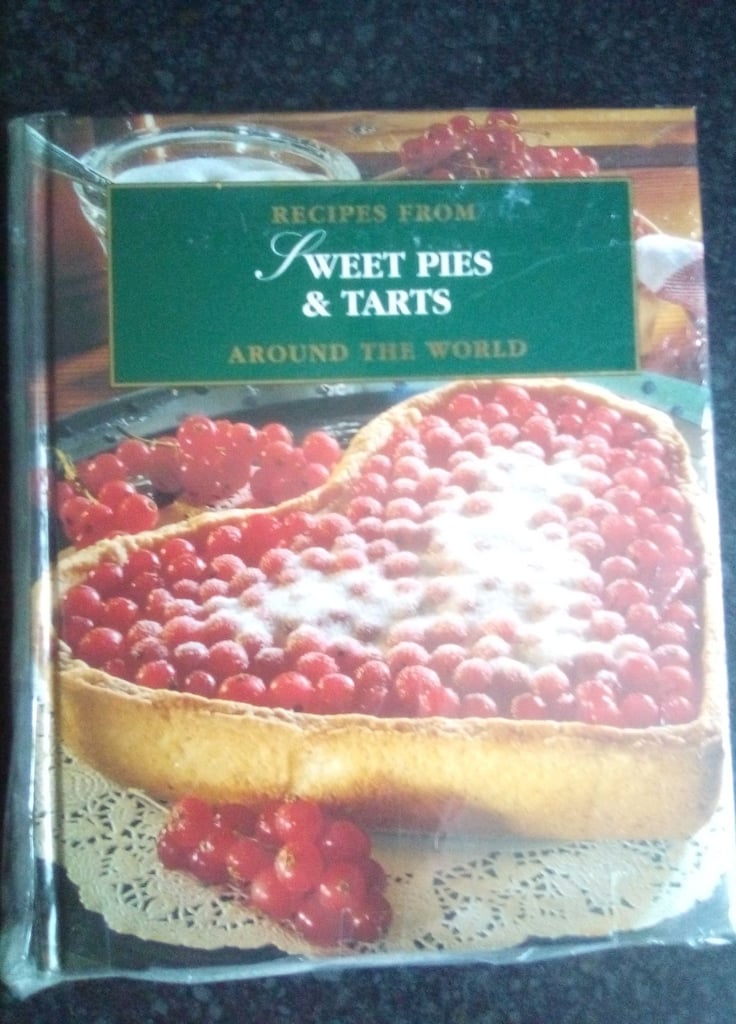 RECIPES FROM
SWEET PIES
& TARTS
AROUND THE WORLD